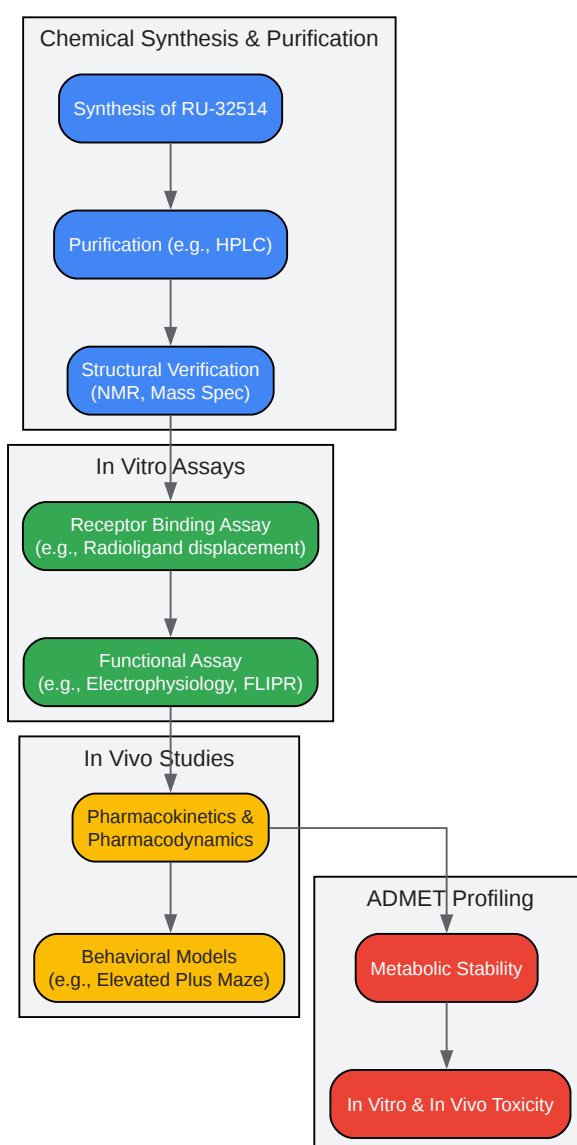 Chemical Synthesis & Purification
Synthesis of RU-32514
Purification (e.g., HPLC)
Structural Verification
(NMR, Mass Spec)
In Vitro Assays
Receptor Binding Assay
(e.g., Radioligand displacement)
Functional Assay
(e.g., Electrophysiology, FLIPR)
In Vivo Studies
Pharmacokinetics &
Pharmacodynamics
Behavioral Models
(e.g., Elevated Plus Maze)
ADMET Profiling
Metabolic Stability
In Vitro & In Vivo Toxicity